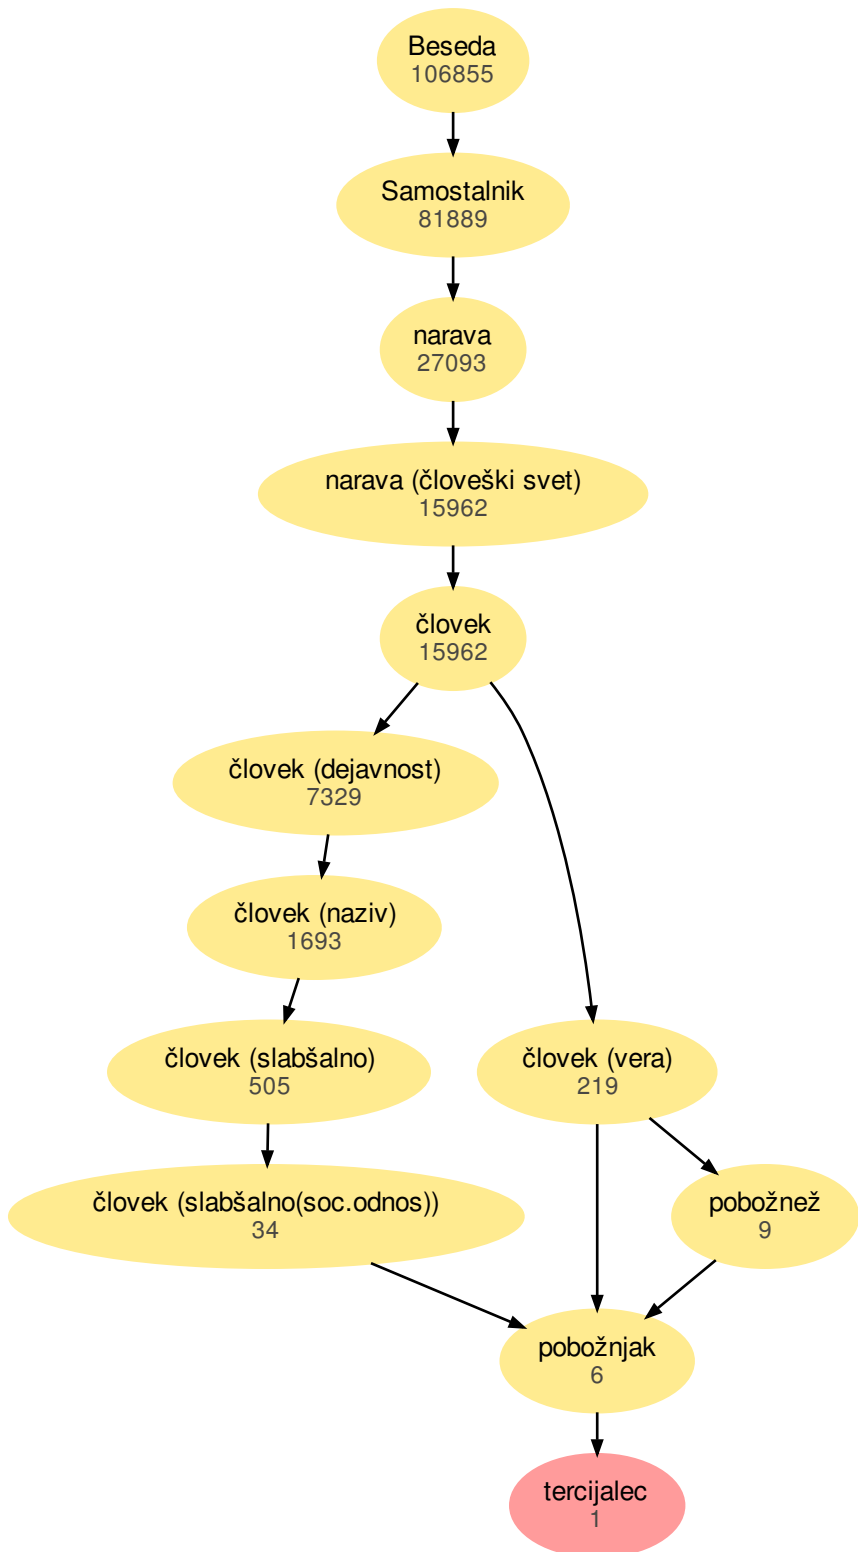 Beseda
106855
Samostalnik
81889
narava
27093
narava (človeški svet)
15962
človek
15962
človek (dejavnost)
7329
človek (naziv)
1693
človek (slabšalno)
505
človek (vera)
219
človek (slabšalno(soc.odnos))
34
pobožnež
9
pobožnjak
6
tercijalec
1